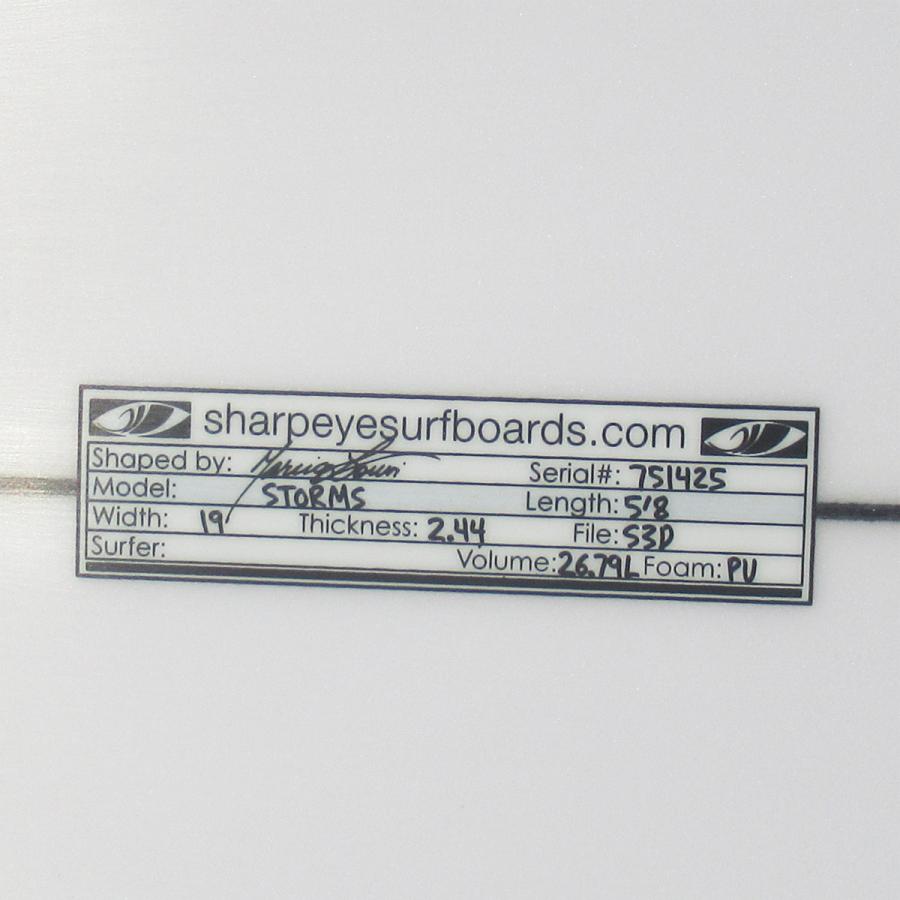 sharpeyesurfboards.com
Shaped by: Serial#: 751425
Model: STORMS Length: 5'8
Width: 19 Thickness: 2.44 File: S3D
Surfer: Volume: 26.79L Foam: PU